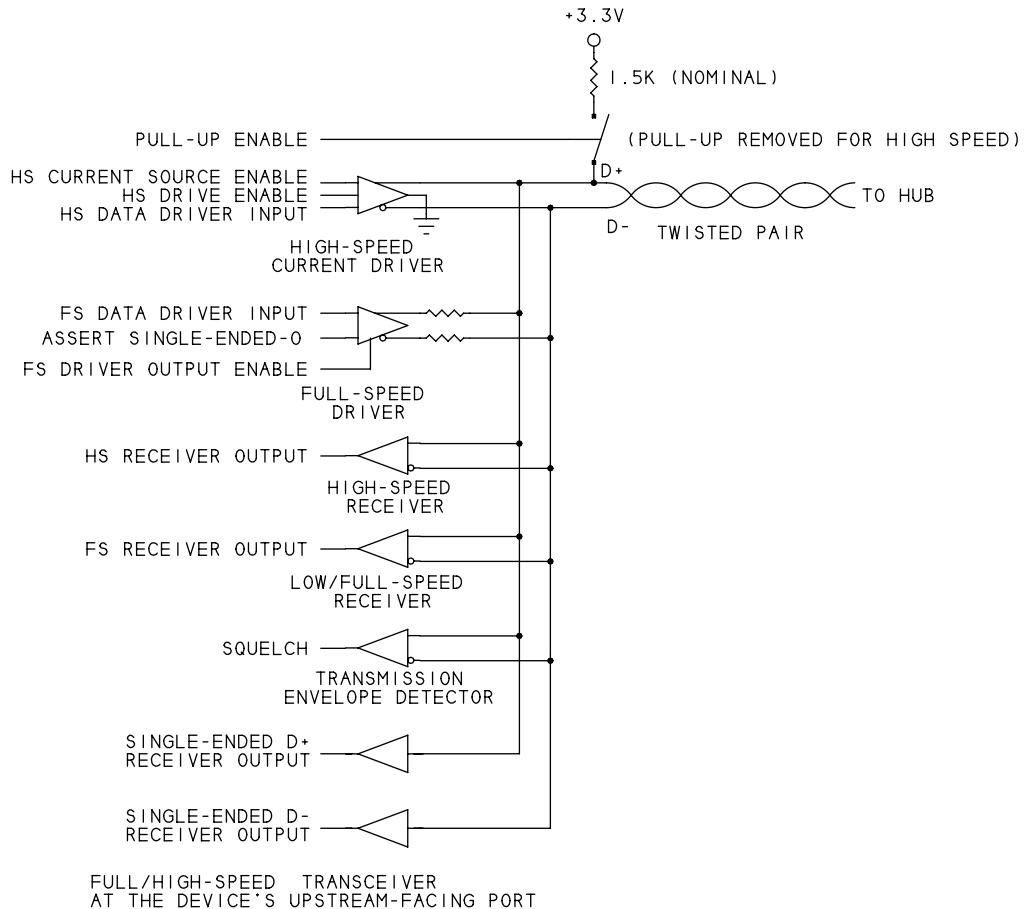 +3.3V
1.5K (NOMINAL)
PULL-UP ENABLE
(PULL-UP REMOVED FOR HIGH SPEED)
HS CURRENT SOURCE ENABLE
HS DRIVE ENABLE
HS DATA DRIVER INPUT
D+
TO HUB
D-
TWISTED PAIR
HIGH-SPEED
CURRENT DRIVER
FS DATA DRIVER INPUT
ASSERT SINGLE-ENDED-0
FS DRIVER OUTPUT ENABLE
FULL-SPEED
DRIVER
HS RECEIVER OUTPUT
HIGH-SPEED
RECEIVER
FS RECEIVER OUTPUT
LOW/FULL-SPEED
RECEIVER
SQUELCH
TRANSMISSION
ENVELOPE DETECTOR
SINGLE-ENDED D+
RECEIVER OUTPUT
SINGLE-ENDED D-
RECEIVER OUTPUT
FULL/HIGH-SPEED TRANSCEIVER
AT THE DEVICE'S UPSTREAM-FACING PORT